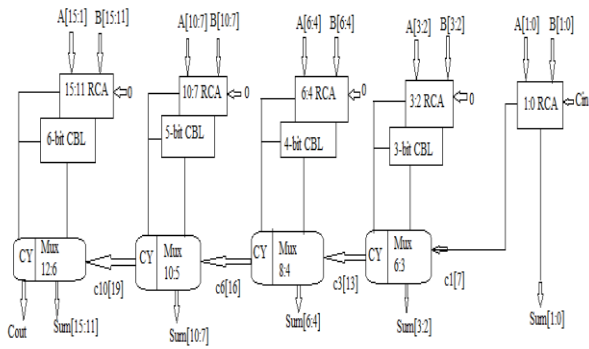 A[15:1] B[15:11] A[10:7] B[10:7] A[6:4] B[6:4] A[3:2] B[3:2] A[1:0] B[1:0]
15:11 RCA 0 10:7 RCA 0 6:4 RCA 0 3:2 RCA 0 1:0 RCA Cin
6-bit CBL 5-bit CBL 4-bit CBL 3-bit CBL
CY Mux 12:6 CY Mux 10:5 CY Mux 8:4 CY Mux 6:3
c10[19] c6[16] c3[13] c1[7]
Cout Sum[15:11] Sum[10:7] Sum[6:4] Sum[3:2] Sum[1:0]